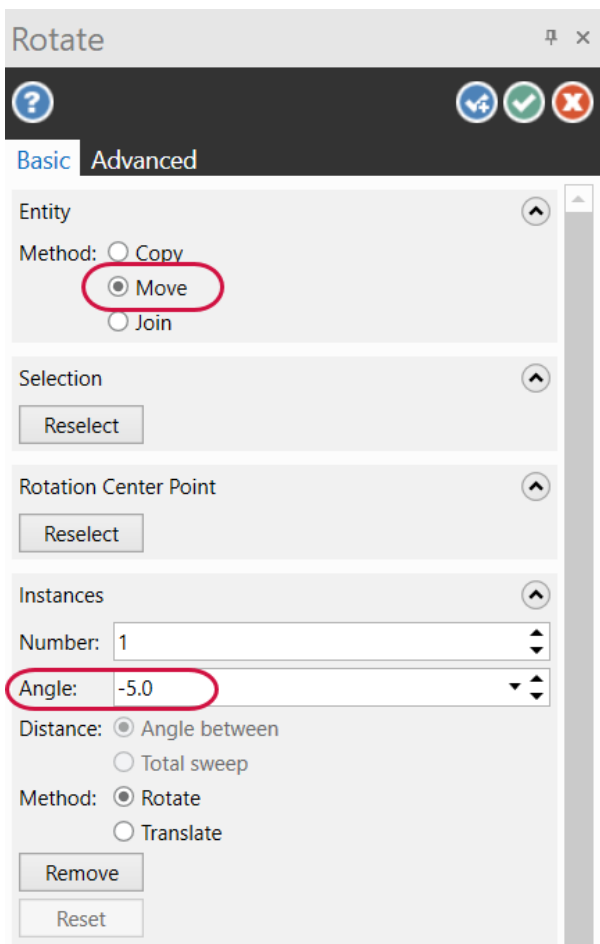 Rotate
Basic Advanced
Entity
Method: Copy
Move
Join
Selection
Reselect
Rotation Center Point
Reselect
Instances
Number: 1
Angle: -5.0
Distance: Angle between
Total sweep
Method: Rotate
Translate
Remove
Reset